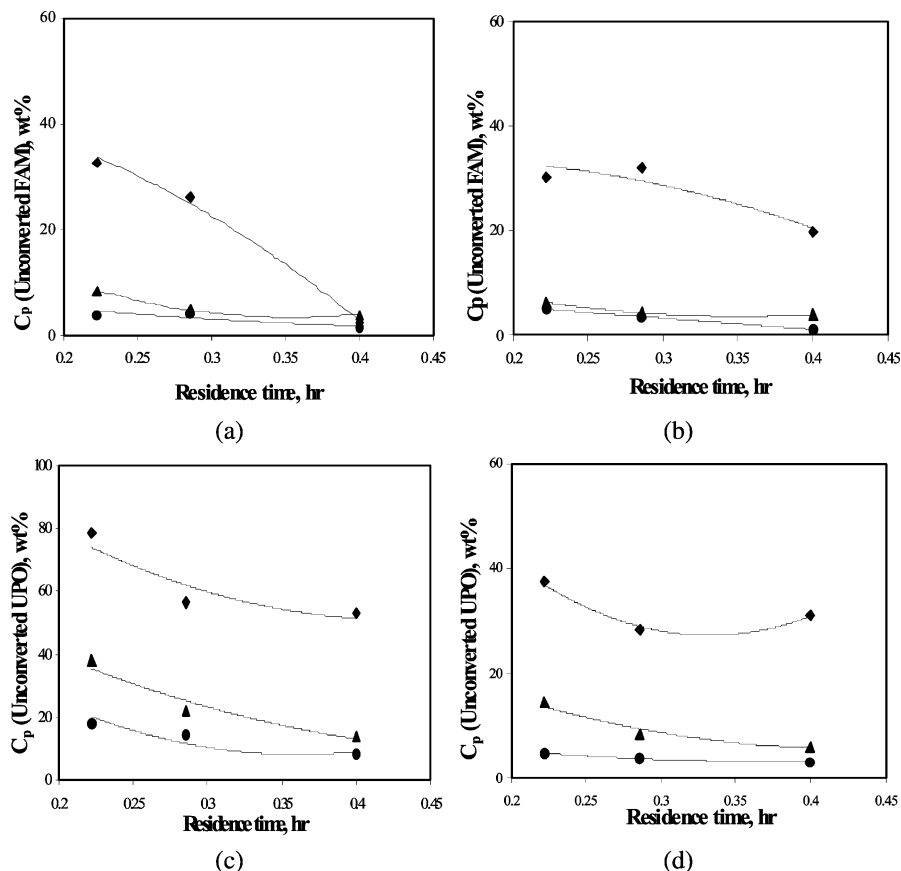 60
40
20
0
0.2 0.25 0.3 0.35 0.4 0.45
Cₚ (Unconverted FAM), wt%
Residence time, hr
(a)
60
40
20
0
0.2 0.25 0.3 0.35 0.4 0.45
Cp (Unconverted FAM), wt%
Residence time, hr
(b)
100
80
60
40
20
0
0.2 0.25 0.3 0.35 0.4 0.45
Cₚ (Unconverted UPO), wt%
Residence time, hr
(c)
60
40
20
0
0.2 0.25 0.3 0.35 0.4 0.45
Cₚ (Unconverted UPO), wt%
Residence time, hr
(d)